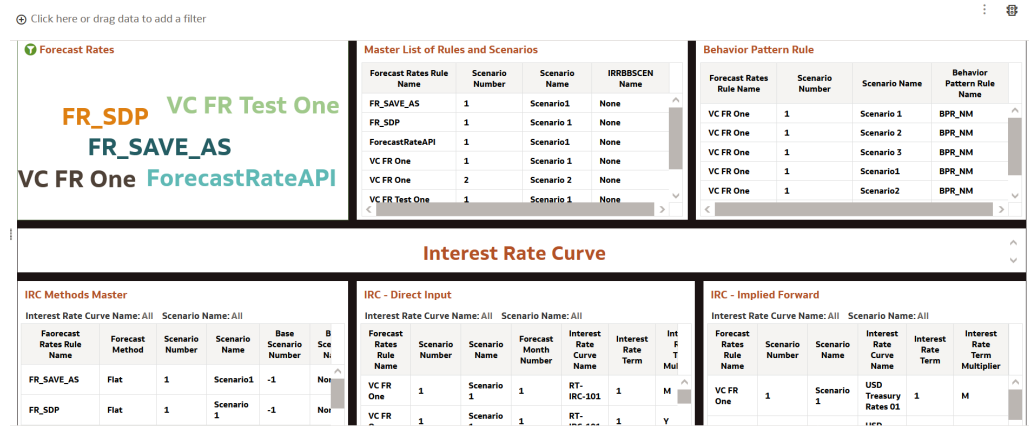 Click here or drag data to add a filter
Forecast Rates
VC FR Test One
FR_SDP
FR_SAVE_AS
VC FR One ForecastRateAPI
Master List of Rules and Scenarios
Forecast Rates Rule Name Scenario Number Scenario Name IRRBBSCEN Name
FR_SAVE_AS 1 Scenario1 None
FR_SDP 1 Scenario 1 None
ForecastRateAPI 1 Scenario1 None
VC FR One 1 Scenario 1 None
VC FR One 2 Scenario 2 None
VC FR Test One 1 Scenario 1 None
Behavior Pattern Rule
Forecast Rates Rule Name Scenario Number Scenario Name Behavior Pattern Rule Name
VC FR One 1 Scenario 1 BPR_NM
VC FR One 1 Scenario 2 BPR_NM
VC FR One 1 Scenario 3 BPR_NM
VC FR One 1 Scenario1 BPR_NM
VC FR One 1 Scenario2 BPR_NM
Interest Rate Curve
IRC Methods Master
Interest Rate Curve Name: All Scenario Name: All
Faorecast Rates Rule Name Forecast Method Scenario Number Scenario Name Base Scenario Number
FR_SAVE_AS Flat 1 Scenario1 -1
FR_SDP Flat 1 Scenario 1 -1
IRC - Direct Input
Interest Rate Curve Name: All Scenario Name: All
Forecast Rates Rule Name Scenario Number Scenario Name Forecast Month Number Interest Rate Curve Name Interest Rate Term
VC FR One 1 Scenario 1 1 RT-IRC-101 1 M
VC FR 1 Scenario 1 RT- 1 Y
IRC - Implied Forward
Interest Rate Curve Name: All Scenario Name: All
Forecast Rates Rule Name Scenario Number Scenario Name Interest Rate Curve Name Interest Rate Term Interest Rate Term Multiplier
VC FR One 1 Scenario 1 USD Treasury Rates 01 1 M